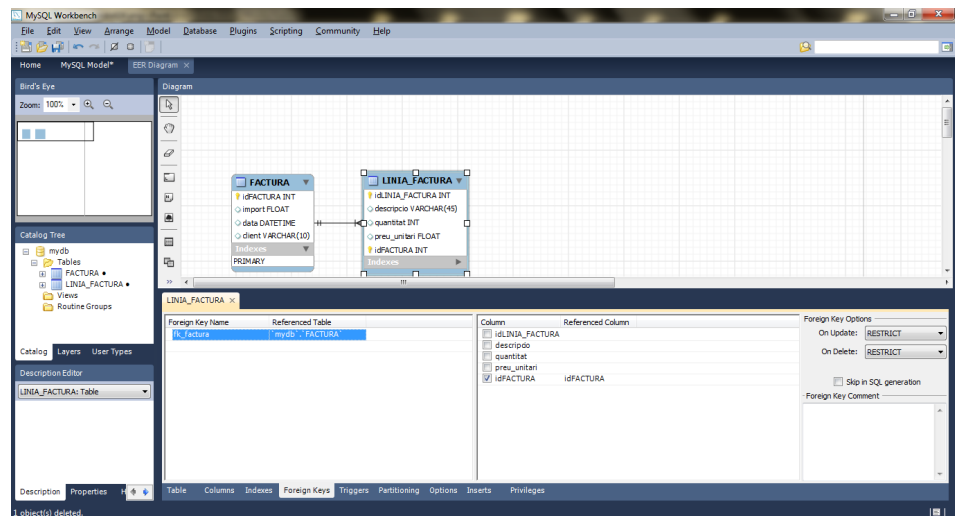 MySQL Workbench
File Edit View Arrange Model Database Plugins Scripting Community Help
Home MySQL Model* EER Diagram ×
Bird's Eye
Zoom: 100%
Diagram
FACTURA
idFACTURA INT
import FLOAT
data DATETIME
client VARCHAR(10)
Indexes
PRIMARY
LINIA_FACTURA
idLINIA_FACTURA INT
descripcio VARCHAR(45)
quantitat INT
preu_unitari FLOAT
idFACTURA INT
Indexes
Catalog Tree
mydb
Tables
FACTURA •
LINIA_FACTURA •
Views
Routine Groups
Catalog Layers User Types
Description Editor
LINIA_FACTURA: Table
Description Properties H
LINIA_FACTURA ×
Foreign Key Name Referenced Table
fk_factura `mydb`.`FACTURA`
Column Referenced Column
idLINIA_FACTURA
descripcio
quantitat
preu_unitari
idFACTURA idFACTURA
Foreign Key Options
On Update: RESTRICT
On Delete: RESTRICT
Skip in SQL generation
Foreign Key Comment
Table Columns Indexes Foreign Keys Triggers Partitioning Options Inserts Privileges
1 object(s) deleted.